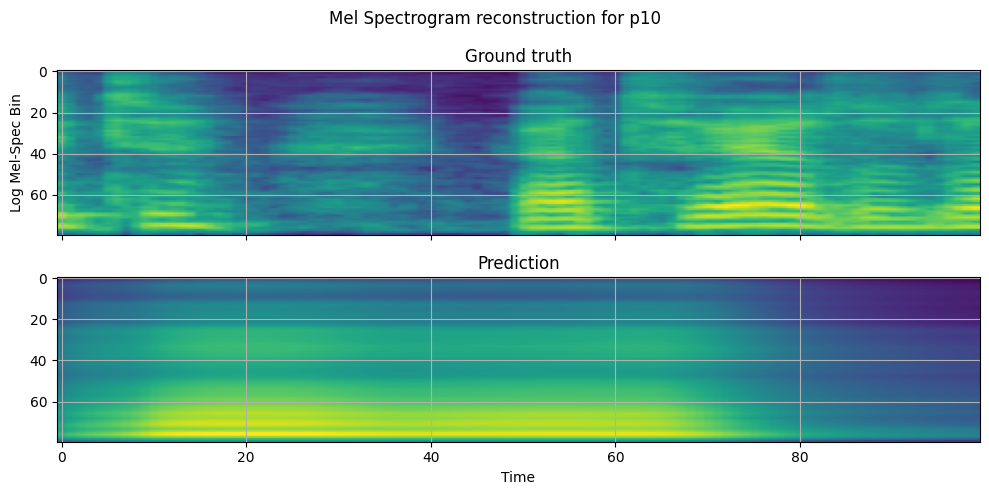 Mel Spectrogram reconstruction for p10
Ground truth
0
20
40
60
Log Mel-Spec Bin
Prediction
0
20
40
60
0 20 40 60 80
Time